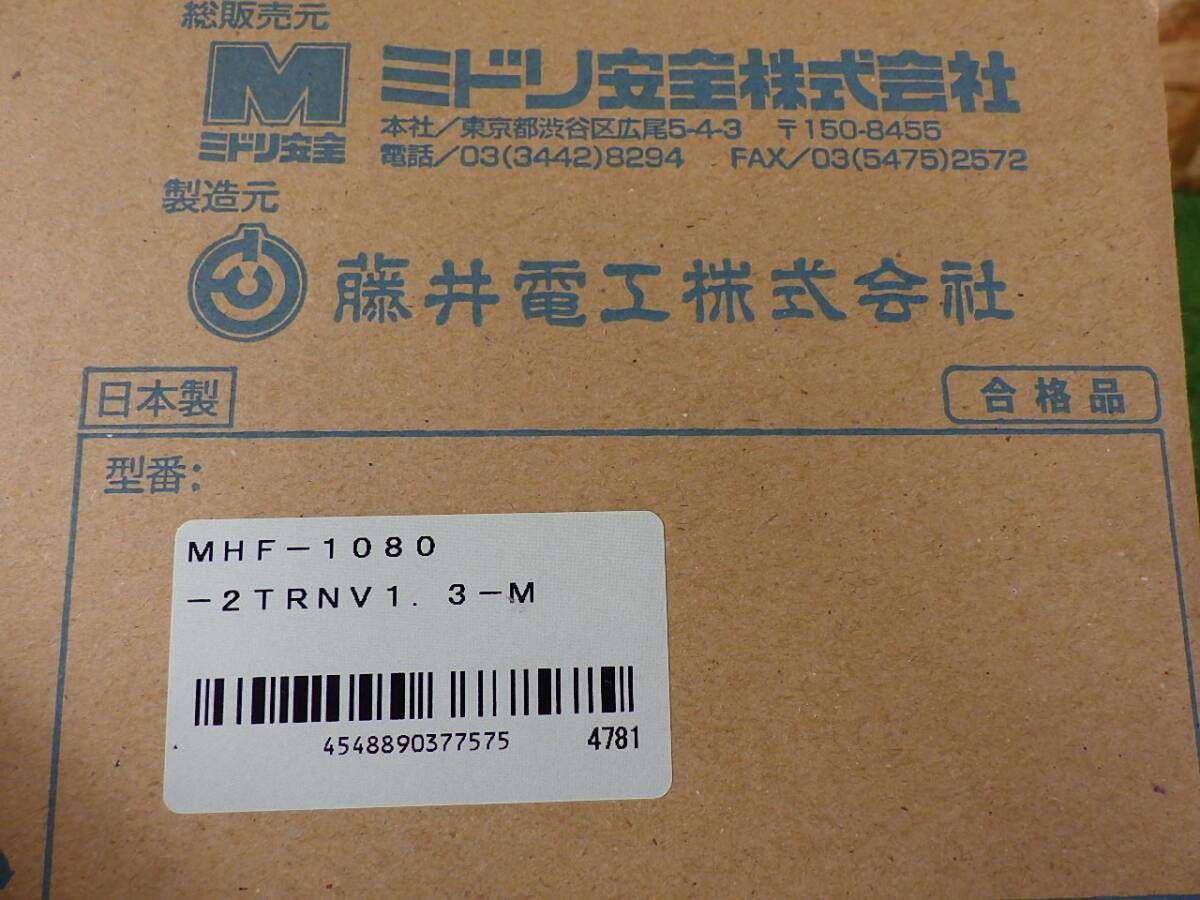 総販売元
M
ミドリ安全
ミドリ安全株式会社
本社/東京都渋谷区広尾5-4-3 〒150-8455
電話/03(3442)8294 FAX/03(5475)2572
製造元
藤井電工株式会社
日本製
合格品
型番:
MHF-1080
-2TRNV1.3-M
4548890377575 4781